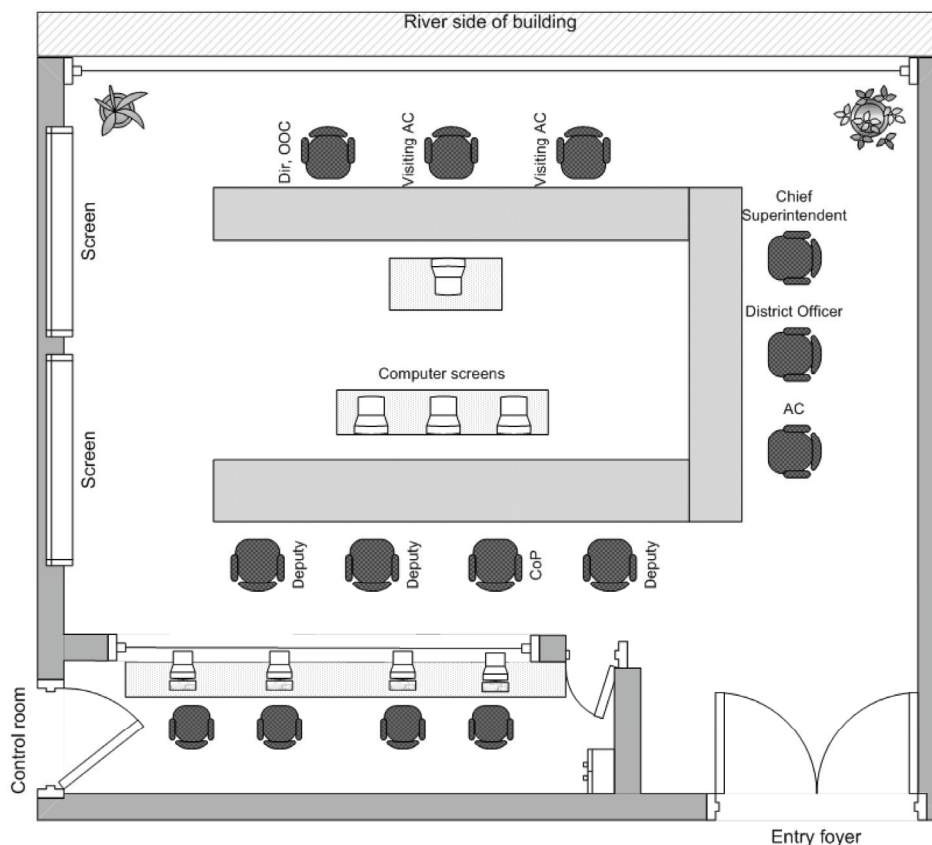 River side of building
Dir, OOC
Visiting AC
Visiting AC
Chief
Superintendent
Screen
District Officer
Computer screens
AC
Screen
Deputy
Deputy
CoP
Deputy
Control room
Entry foyer